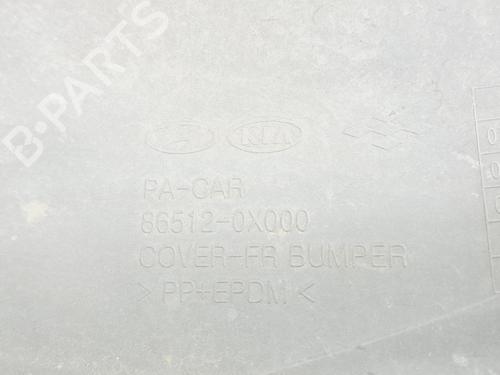 B-PARTS
KIA
PA-CAR
86512-0X000
COVER-FR BUMPER
> PP+EPDM <